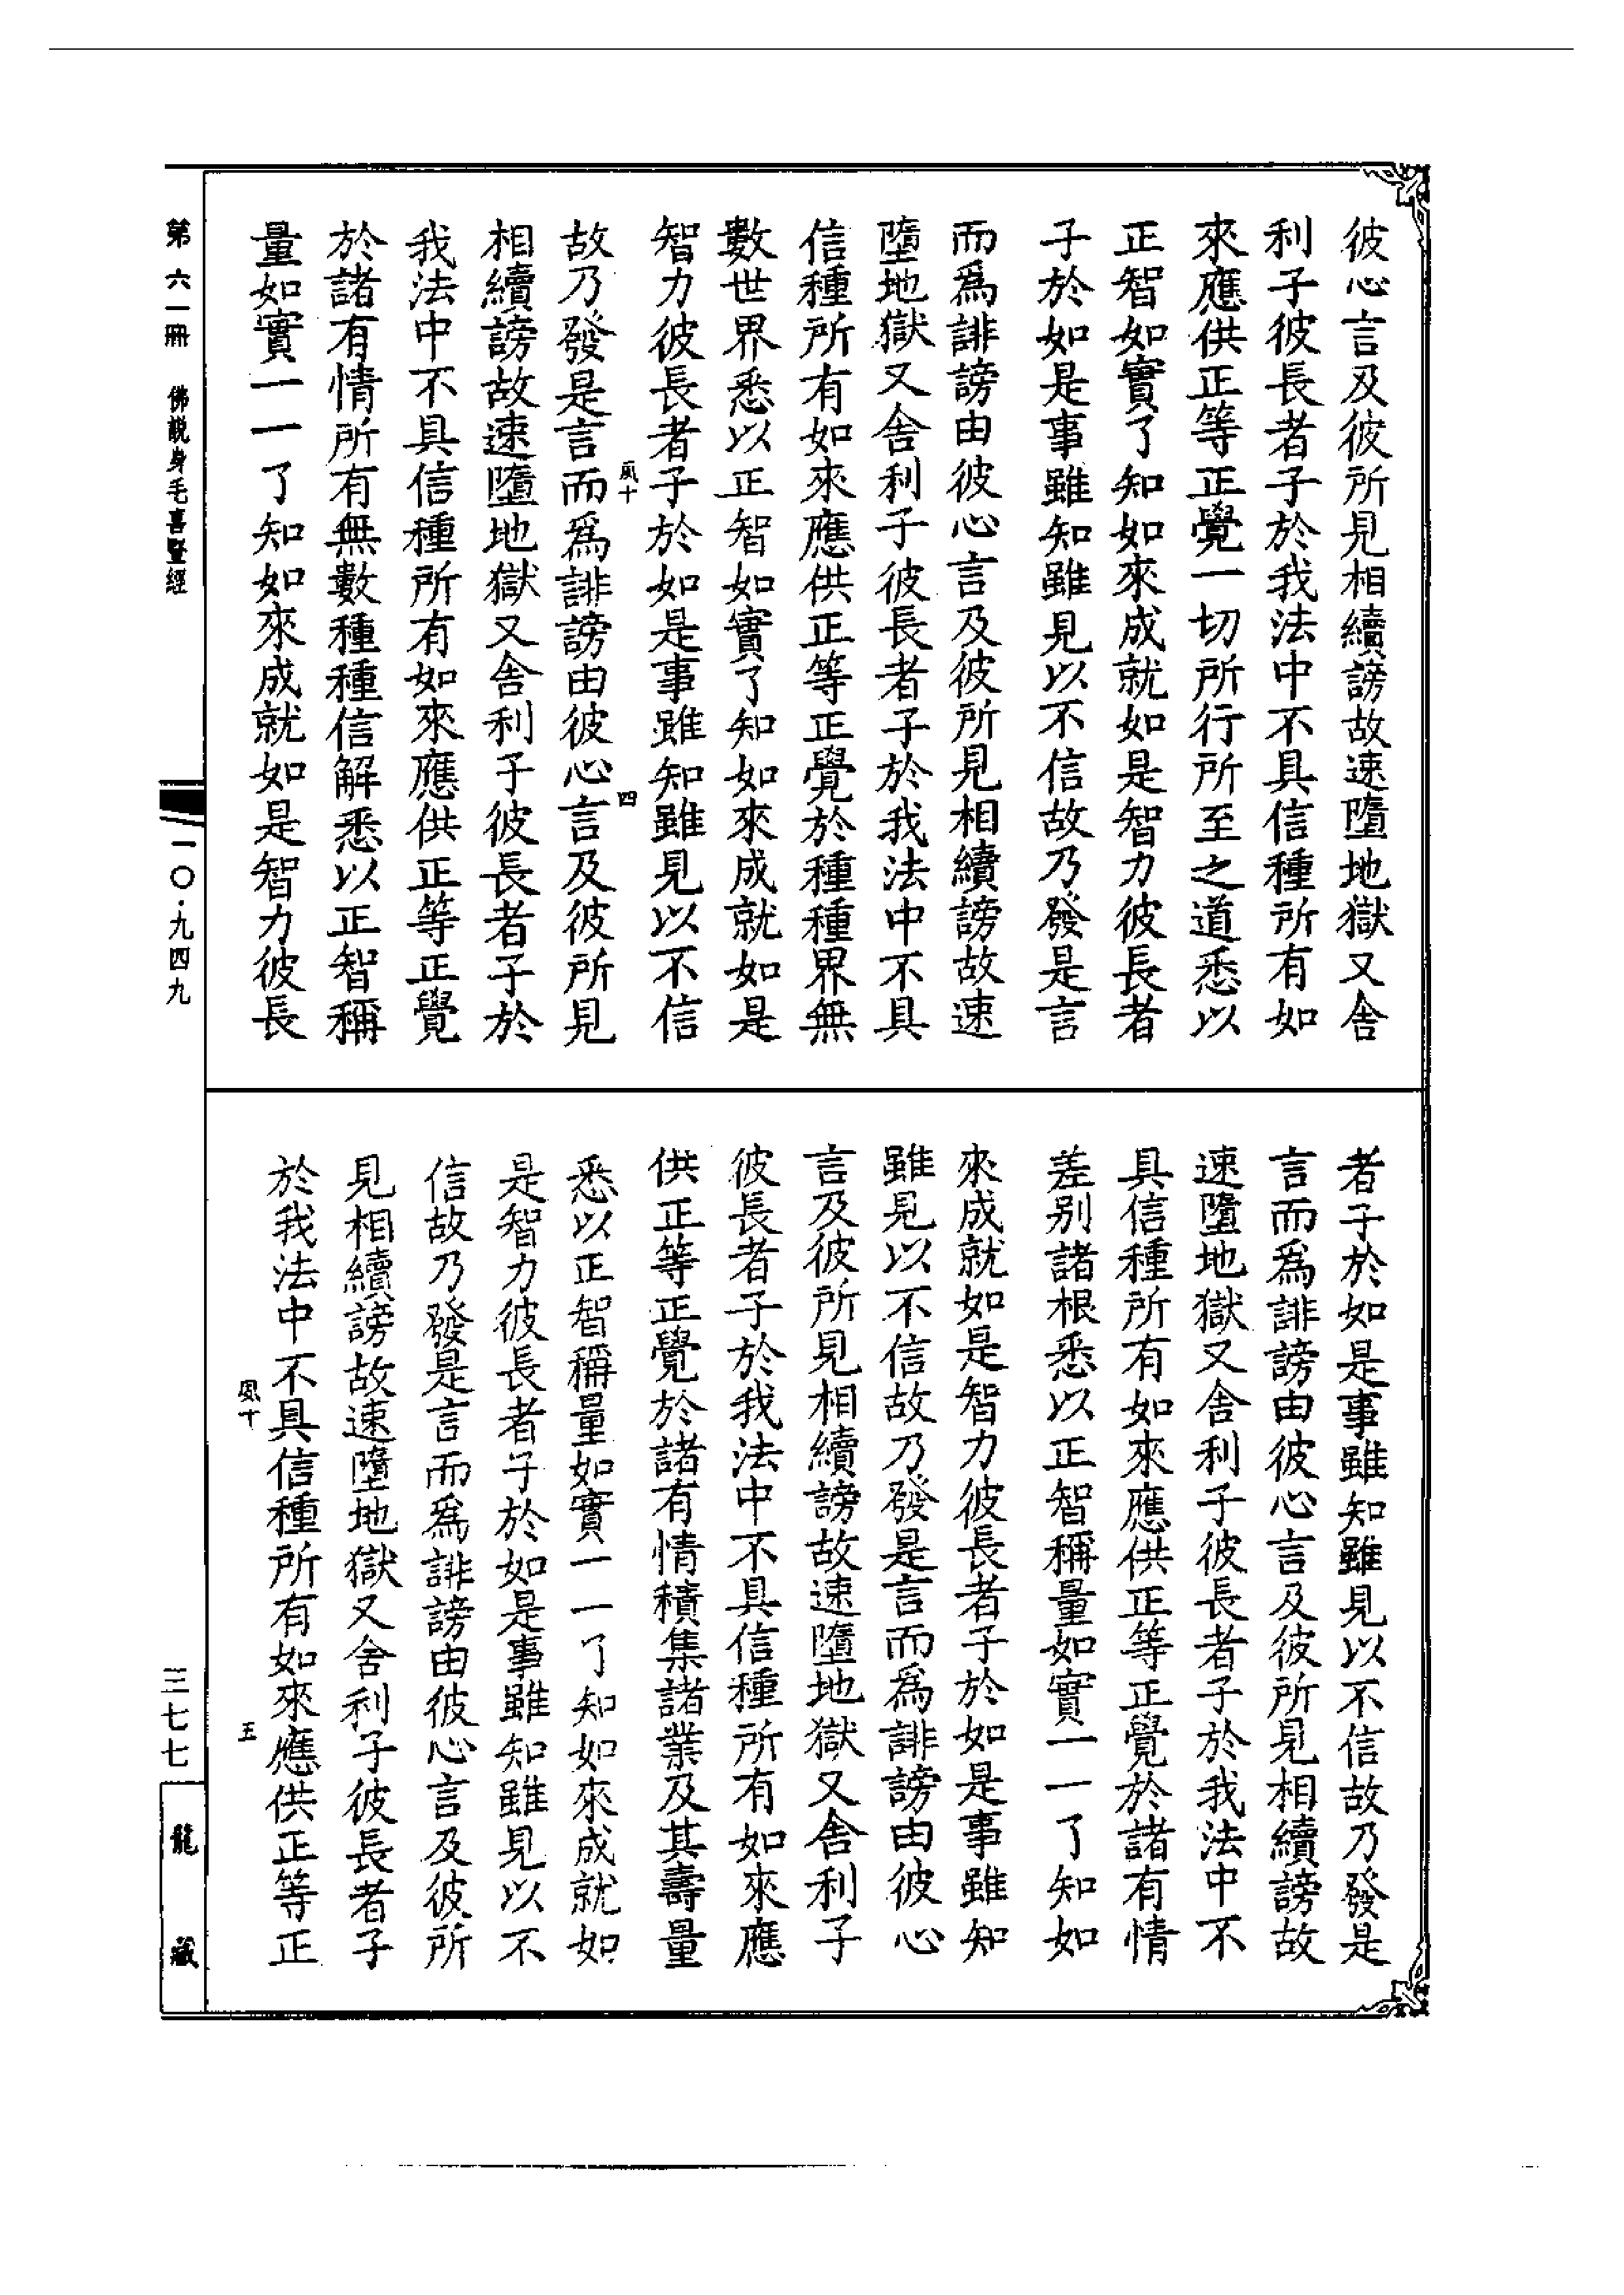 彼心言及彼所見相續謗故速墮地獄又舍
利子彼長者子於我法中不具信種所有如
來應供正等正覺一切所行所至之道悉以
正智如實了知如來成就如是智力彼長者
子於如是事雖知雖見以不信故乃發是言
而爲誹謗由彼心言及彼所見相續謗故速
墮地獄又舍利子彼長者子於我法中不具
信種所有如來應供正等正覺於種種界無
數世界悉以正智如實了知如來成就如是
智力彼長者子於如是事雖知雖見以不信
風十
四
故乃發是言而爲誹謗由彼心言及彼所見
相續謗故速墮地獄又舍利子彼長者子於
我法中不具信種所有如來應供正等正覺
於諸有情所有無數種種信解悉以正智稱
量如實一一了知如來成就如是智力彼長
者子於如是事雖知雖見以不信故乃發是
言而爲誹謗由彼心言及彼所見相續謗故
速墮地獄又舍利子彼長者子於我法中不
具信種所有如來應供正等正覺於諸有情
差別諸根悉以正智稱量如實一一了知如
來成就如是智力彼長者子於如是事雖知
雖見以不信故乃發是言而爲誹謗由彼心
言及彼所見相續謗故速墮地獄又舍利子
彼長者子於我法中不具信種所有如來應
供正等正覺於諸有情積集諸業及其壽量
悉以正智稱量如實一一了知如來成就如
是智力彼長者子於如是事雖知雖見以不
信故乃發是言而爲誹謗由彼心言及彼所
見相續謗故速墮地獄又舍利子彼長者子
於我法中不具信種所有如來應供正等正
風十
五
第六一冊 佛說身毛喜豎經
一〇·九四九
三七七
龍藏